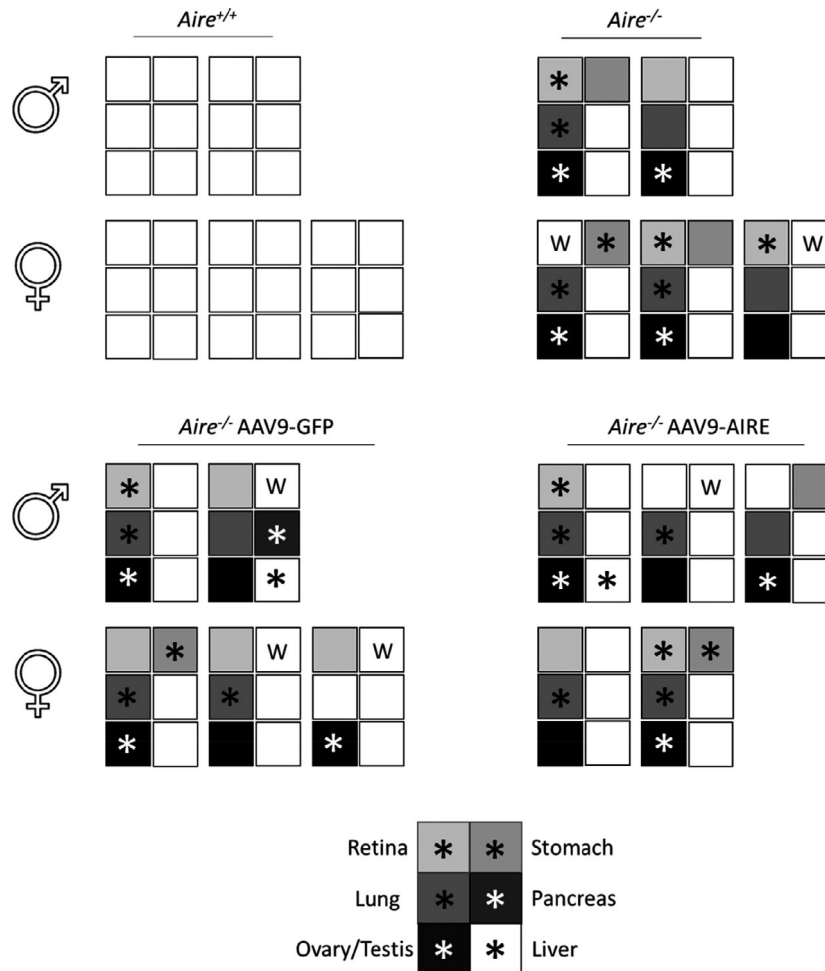 Aire+/+ Aire-/-
* 
*
* *
W * * * W
* *
* *
Aire-/- AAV9-GFP Aire-/- AAV9-AIRE
* W * W
* * * *
* * * * *
* W W * *
* * * *
* * *
Retina * * Stomach
Lung * * Pancreas
Ovary/Testis * * Liver